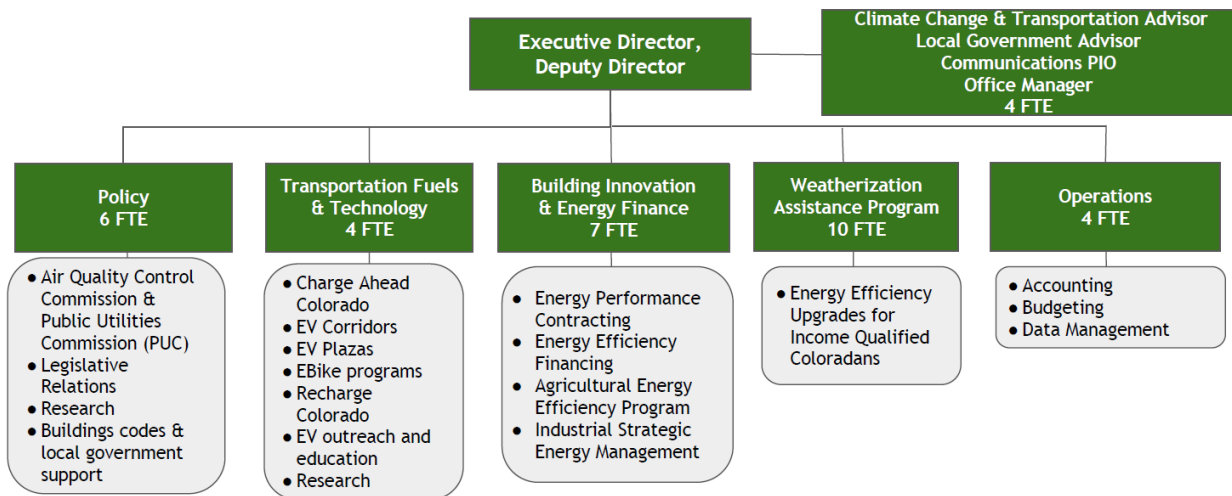 Executive Director,
Deputy Director
Climate Change & Transportation Advisor
Local Government Advisor
Communications PIO
Office Manager
4 FTE
Policy
6 FTE
● Air Quality Control
Commission &
Public Utilities
Commission (PUC)
● Legislative
Relations
● Research
● Buildings codes &
local government
support
Transportation Fuels
& Technology
4 FTE
● Charge Ahead
Colorado
● EV Corridors
● EV Plazas
● EBike programs
● Recharge
Colorado
● EV outreach and
education
● Research
Building Innovation
& Energy Finance
7 FTE
● Energy Performance
Contracting
● Energy Efficiency
Financing
● Agricultural Energy
Efficiency Program
● Industrial Strategic
Energy Management
Weatherization
Assistance Program
10 FTE
● Energy Efficiency
Upgrades for
Income Qualified
Coloradans
Operations
4 FTE
● Accounting
● Budgeting
● Data Management